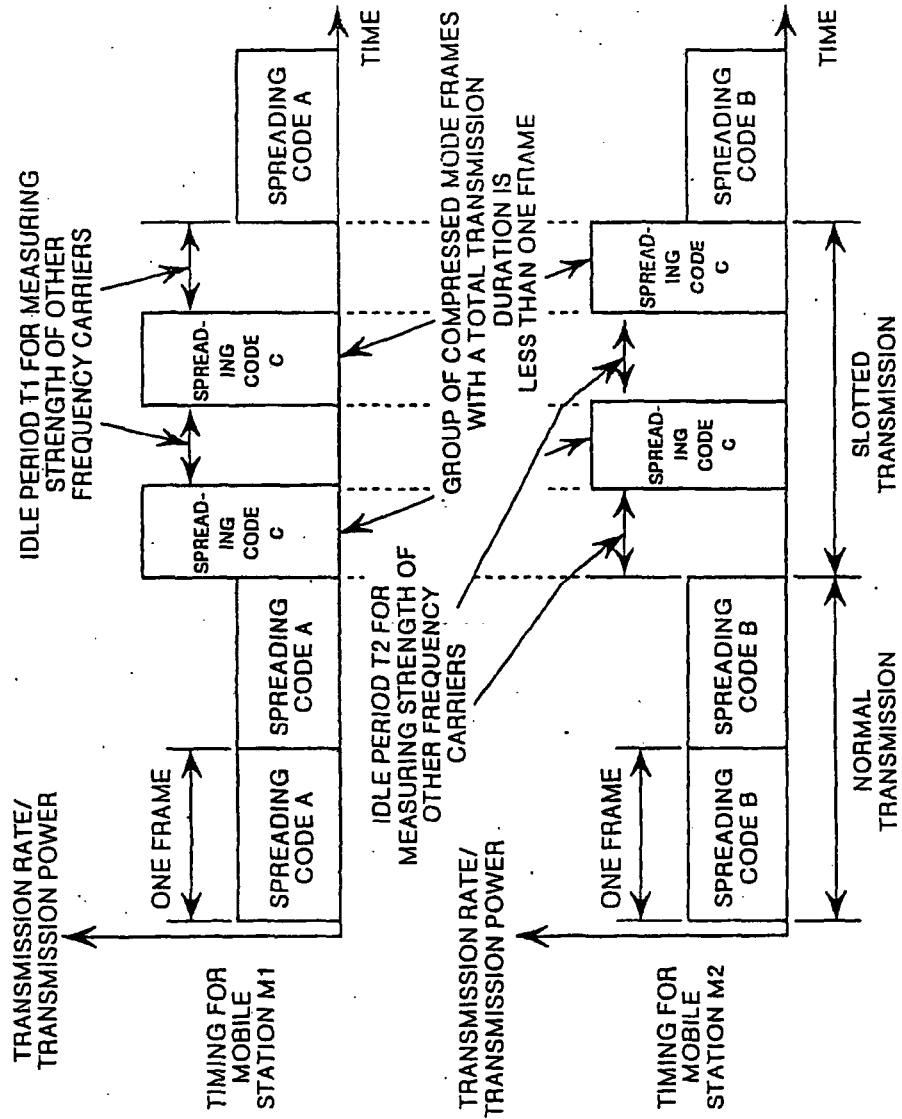 TRANSMISSION RATE/
TRANSMISSION POWER
IDLE PERIOD T1 FOR MEASURING
STRENGTH OF OTHER
FREQUENCY CARRIERS
TIMING FOR
MOBILE
STATION M1
ONE FRAME
SPREADING
CODE A
SPREADING
CODE A
SPREAD-
ING
CODE
C
SPREAD-
ING
CODE
C
SPREADING
CODE A
TIME
GROUP OF COMPRESSED MODE FRAMES
WITH A TOTAL TRANSMISSION
DURATION IS
LESS THAN ONE FRAME
IDLE PERIOD T2 FOR
MEASURING STRENGTH OF
OTHER FREQUENCY
CARRIERS
TRANSMISSION RATE/
TRANSMISSION POWER
TIMING FOR
MOBILE
STATION M2
ONE FRAME
SPREADING
CODE B
SPREADING
CODE B
SPREAD-
ING
CODE
C
SPREAD-
ING
CODE
C
SPREADING
CODE B
TIME
NORMAL
TRANSMISSION
SLOTTED
TRANSMISSION